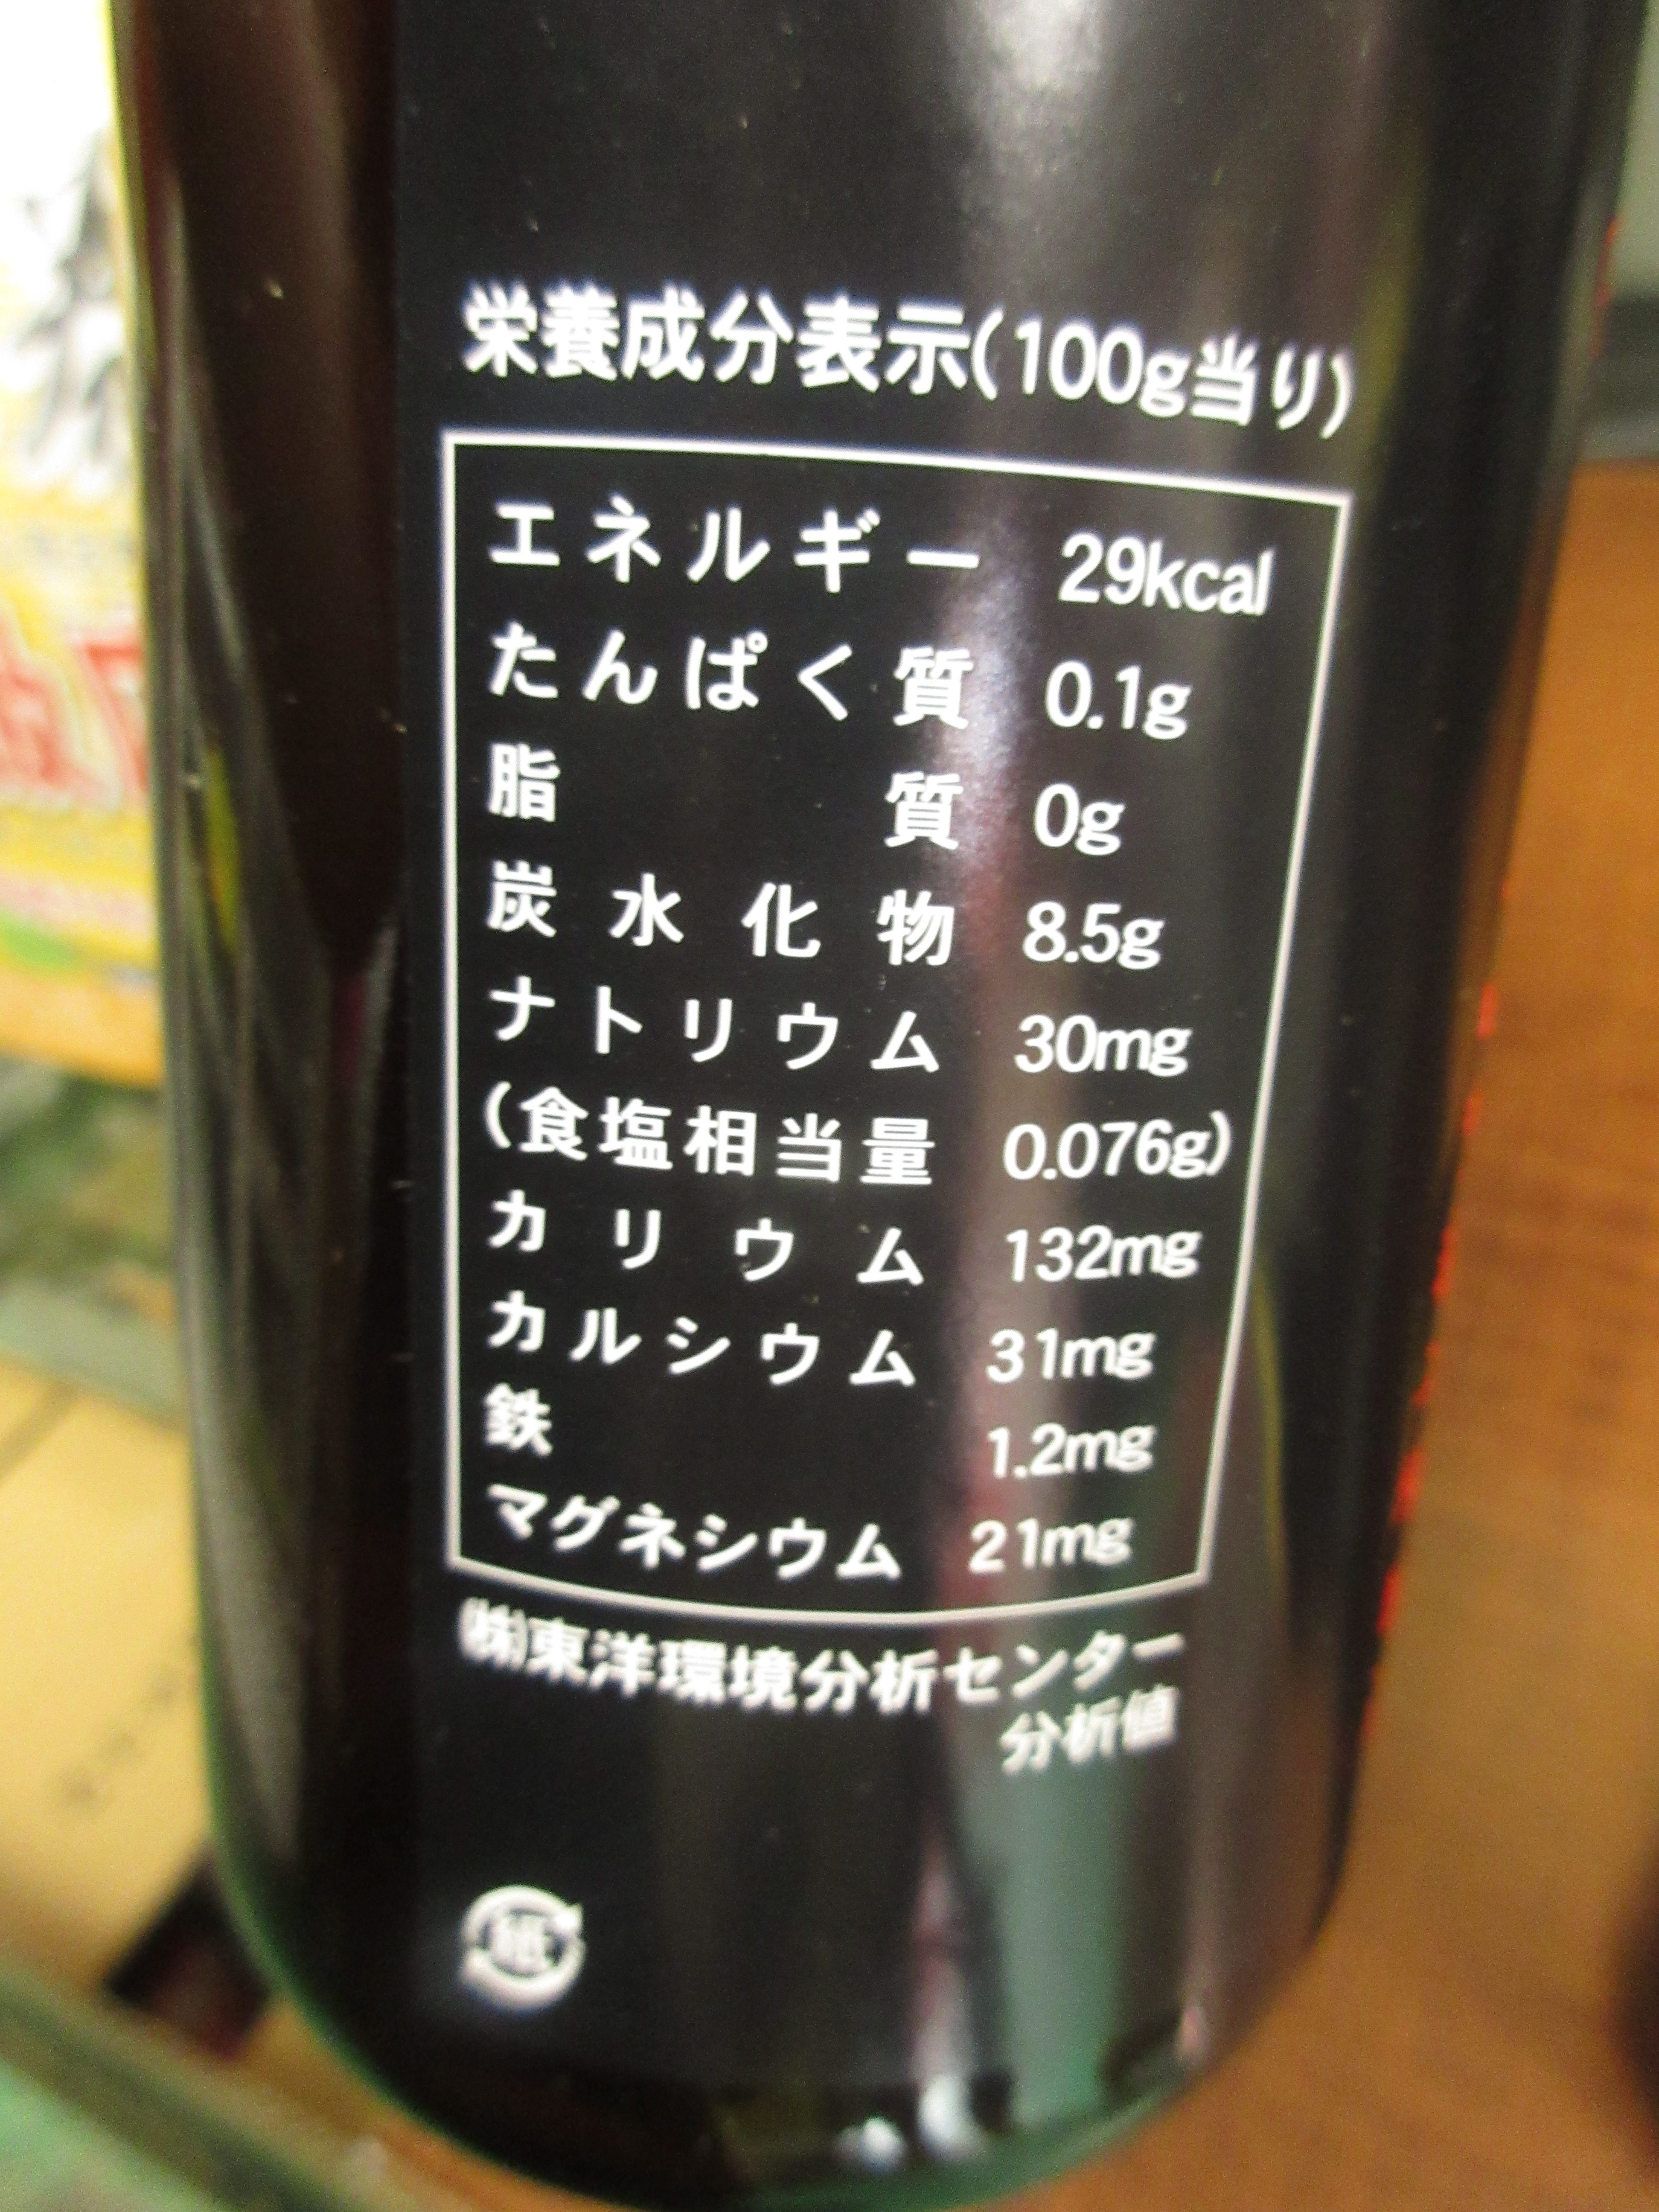 栄養成分表示(100g当り)
エネルギー 29kcal
たんぱく質 0.1g
脂質 0g
炭水化物 8.5g
ナトリウム 30mg
(食塩相当量 0.076g)
カリウム 132mg
カルシウム 31mg
鉄 1.2mg
マグネシウム 21mg
㈱東洋環境分析センター
分析値
紙